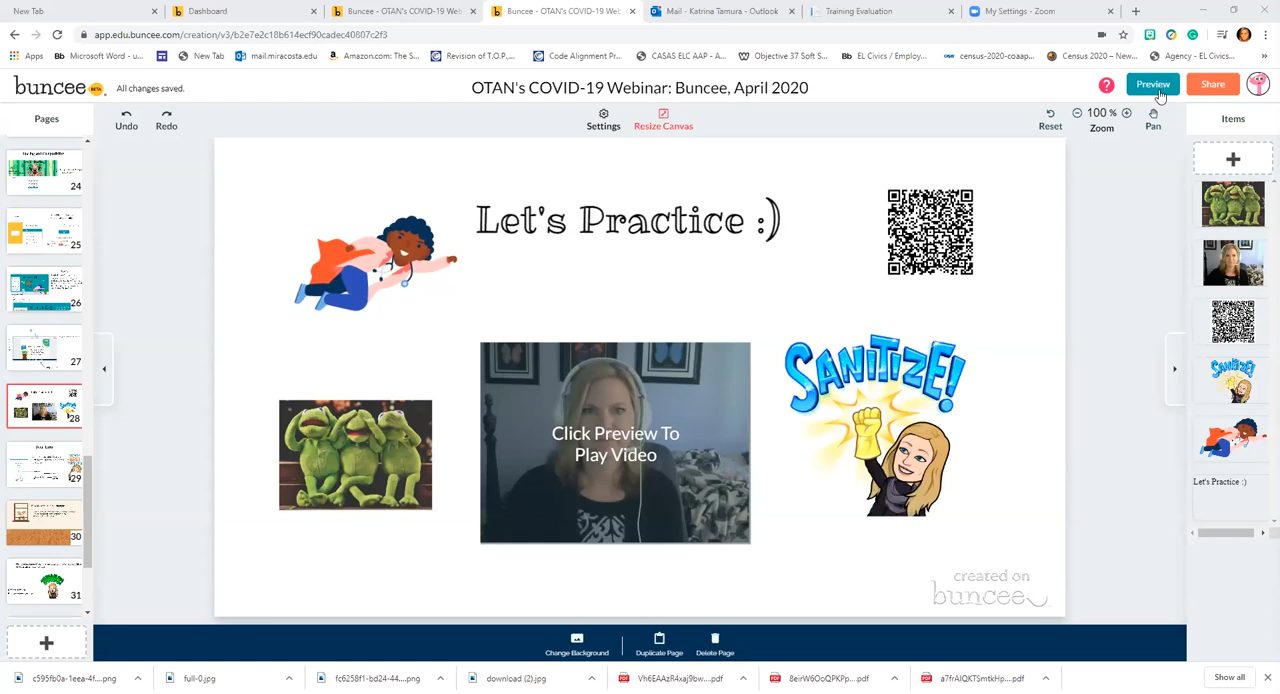 New Tab
Dashboard
Buncee - OTAN's COVID-19 Web
Buncee - OTAN's COVID-19 Web
Mail - Katrina Tamura - Outlook
Training Evaluation
My Settings - Zoom
app.edu.buncee.com/creation/v3/b2e7e2c18b614ecf90cadec40807c2f3
Apps
Microsoft Word - u...
New Tab
mail.miracosta.edu
Amazon.com: The S...
Revision of T.O.P....
Code Alignment Pr...
CASAS ELC AAP - A...
Objective 37 Soft S...
EL Civics / Employ...
census-2020-coaap...
Census 2020 – New...
Agency - EL Civics...
buncee BETA
All changes saved.
OTAN's COVID-19 Webinar: Buncee, April 2020
? Preview Share
Pages
Undo
Redo
Settings
Resize Canvas
Reset
100 %
Zoom
Pan
Items
24
25
26
27
28
29
30
31
Let's Practice :)
Click Preview To
Play Video
SANITIZE!
created on
buncee
SANITIZE!
Let's Practice :)
Change Background
Duplicate Page
Delete Page
c595fb0a-1eea-4f....png
full-0.jpg
fc6258f1-bd24-44....png
download (2).jpg
Vh6EAAzR4xaj9bw....pdf
8eirW6OoQPKPp....pdf
a7frAIQKTSmtkHjp....pdf
Show all